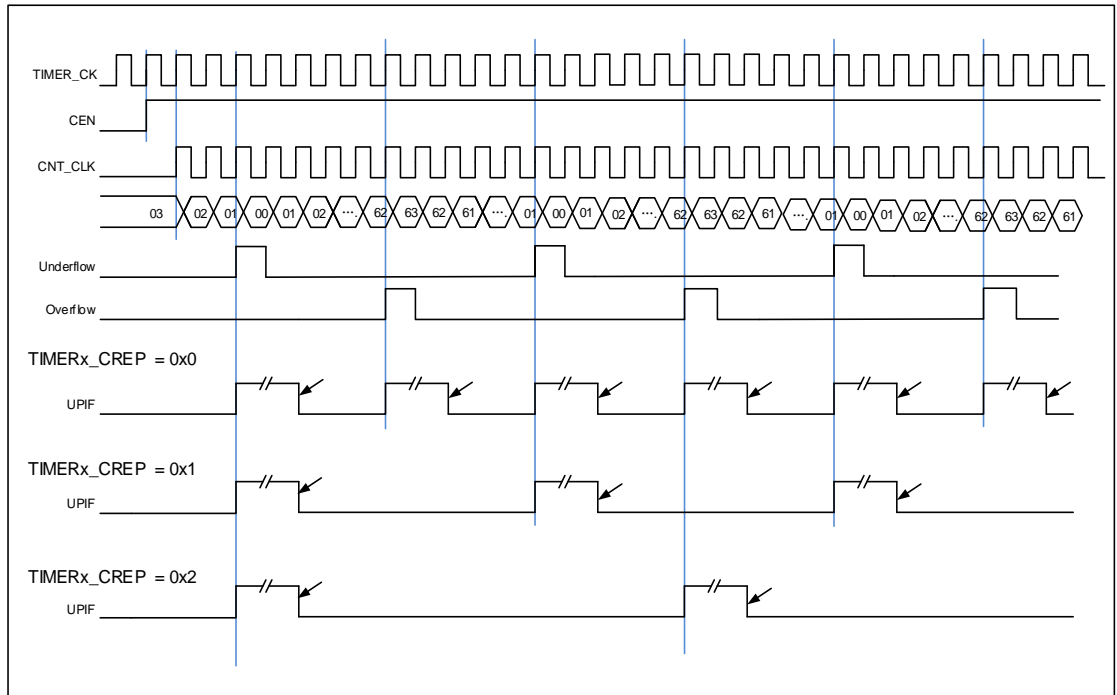 TIMER_CK
CEN
CNT_CLK
03 02 01 00 01 02 .... 62 63 62 61 .... 01 00 01 02 .... 62 63 62 61 .... 01 00 01 02 .... 62 63 62 61
Underflow
Overflow
TIMERx_CREP = 0x0
UPIF
TIMERx_CREP = 0x1
UPIF
TIMERx_CREP = 0x2
UPIF